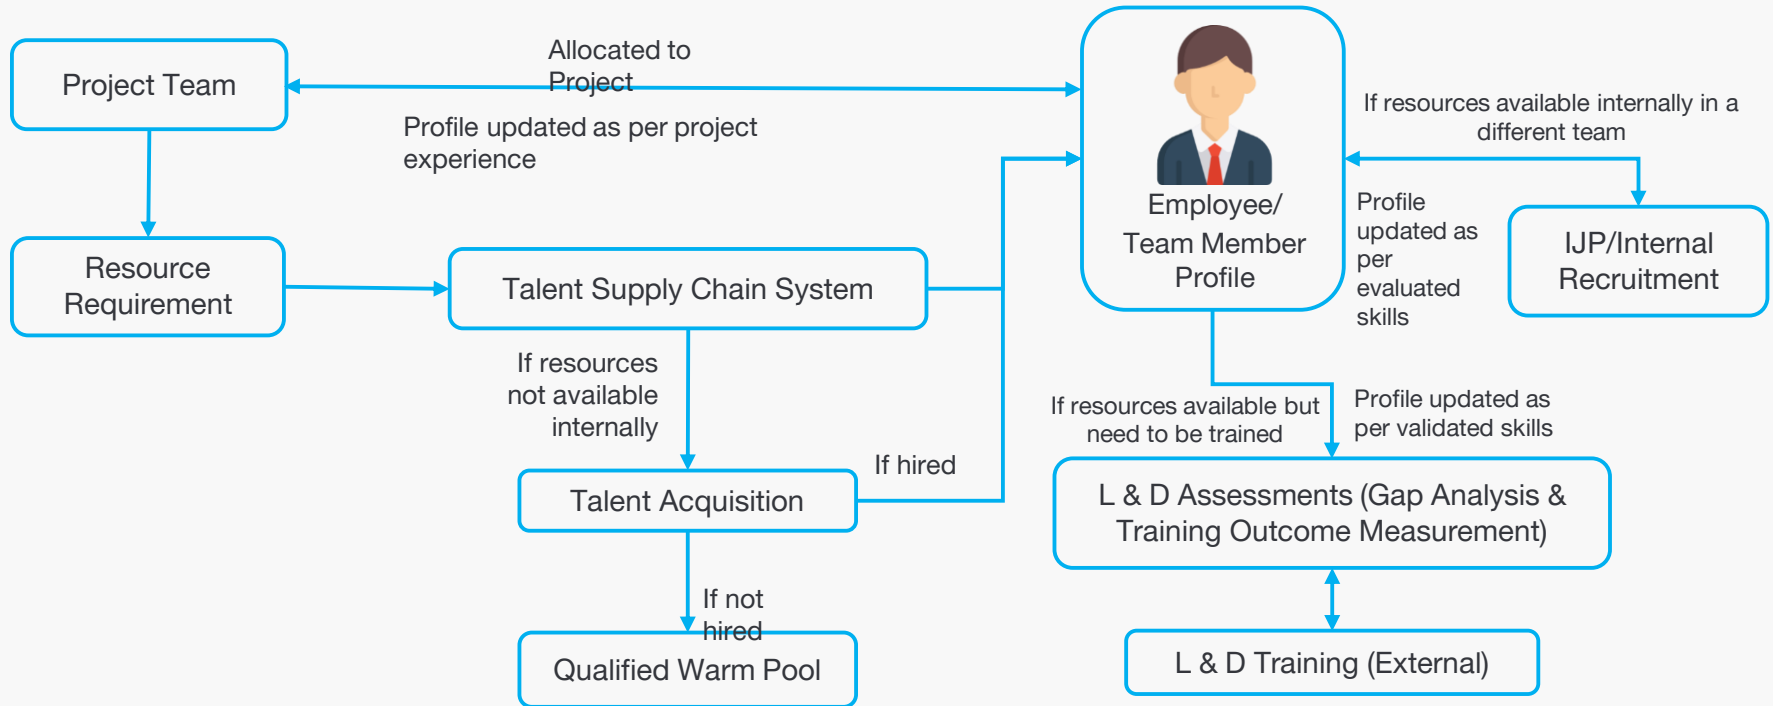 Project Team
Allocated to
Project
Profile updated as per project
experience
Employee/
Team Member
Profile
If resources available internally in a
different team
Profile
updated as
per
evaluated
skills
IJP/Internal
Recruitment
Resource
Requirement
Talent Supply Chain System
If resources
not available
internally
If hired
Talent Acquisition
If not
hired
Qualified Warm Pool
If resources available but
need to be trained
Profile updated as
per validated skills
L & D Assessments (Gap Analysis &
Training Outcome Measurement)
L & D Training (External)